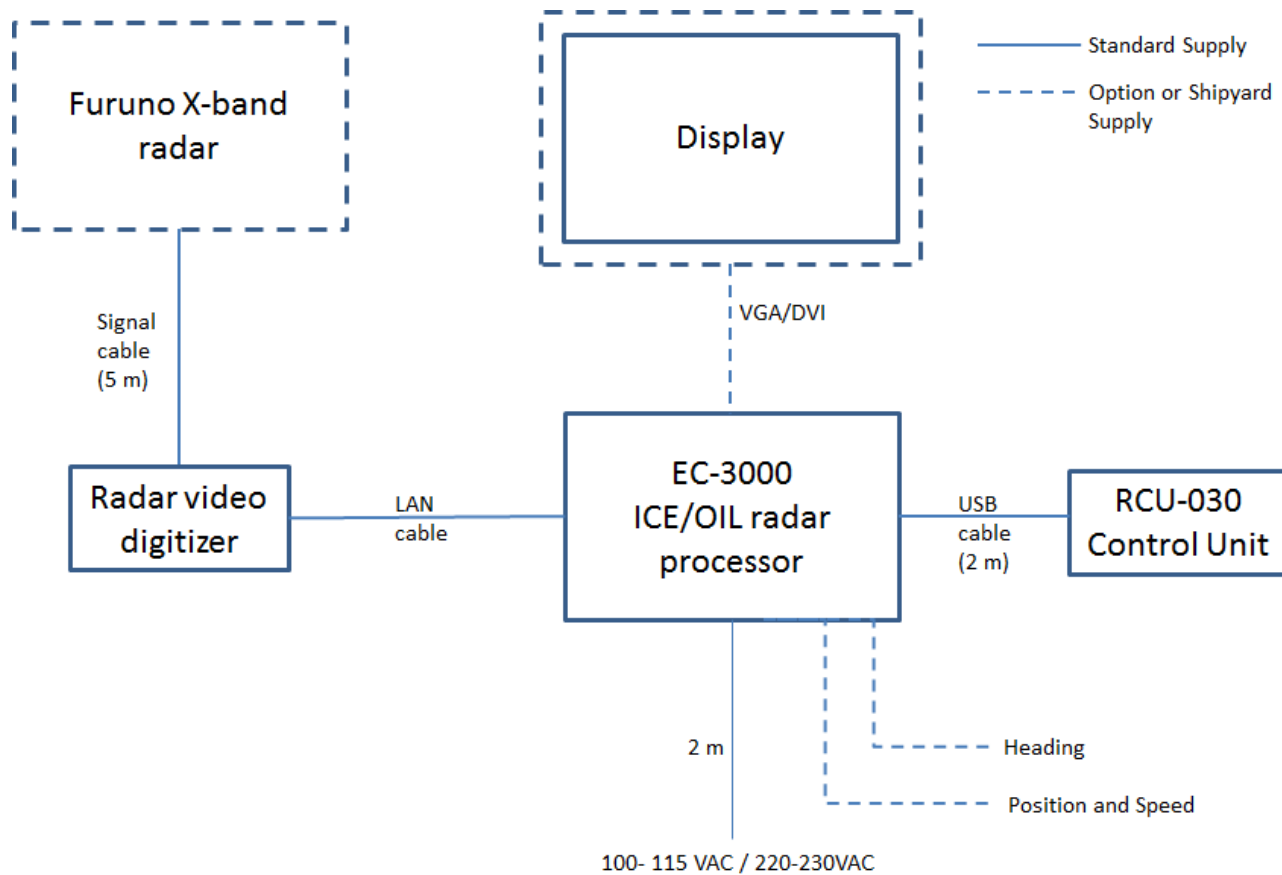 Furuno X-band
radar
Display
Standard Supply
Option or Shipyard
Supply
Signal
cable
(5 m)
VGA/DVI
Radar video
digitizer
LAN
cable
EC-3000
ICE/OIL radar
processor
USB
cable
(2 m)
RCU-030
Control Unit
2 m
Heading
Position and Speed
100- 115 VAC / 220-230VAC